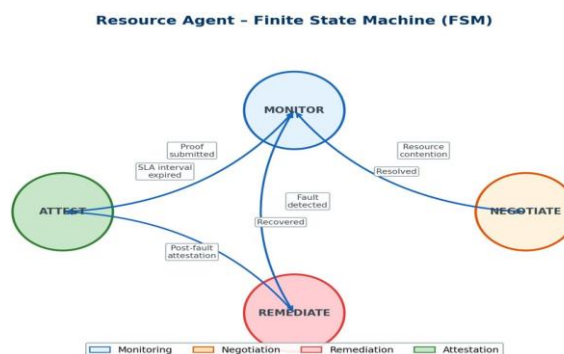 Resource Agent – Finite State Machine (FSM)
MONITOR
Proof
submitted
Resource
contention
SLA interval
expired
Resolved
ATTEST
Fault
detected
NEGOTIATE
Recovered
Post-fault
attestation
REMEDIATE
Monitoring
Negotiation
Remediation
Attestation